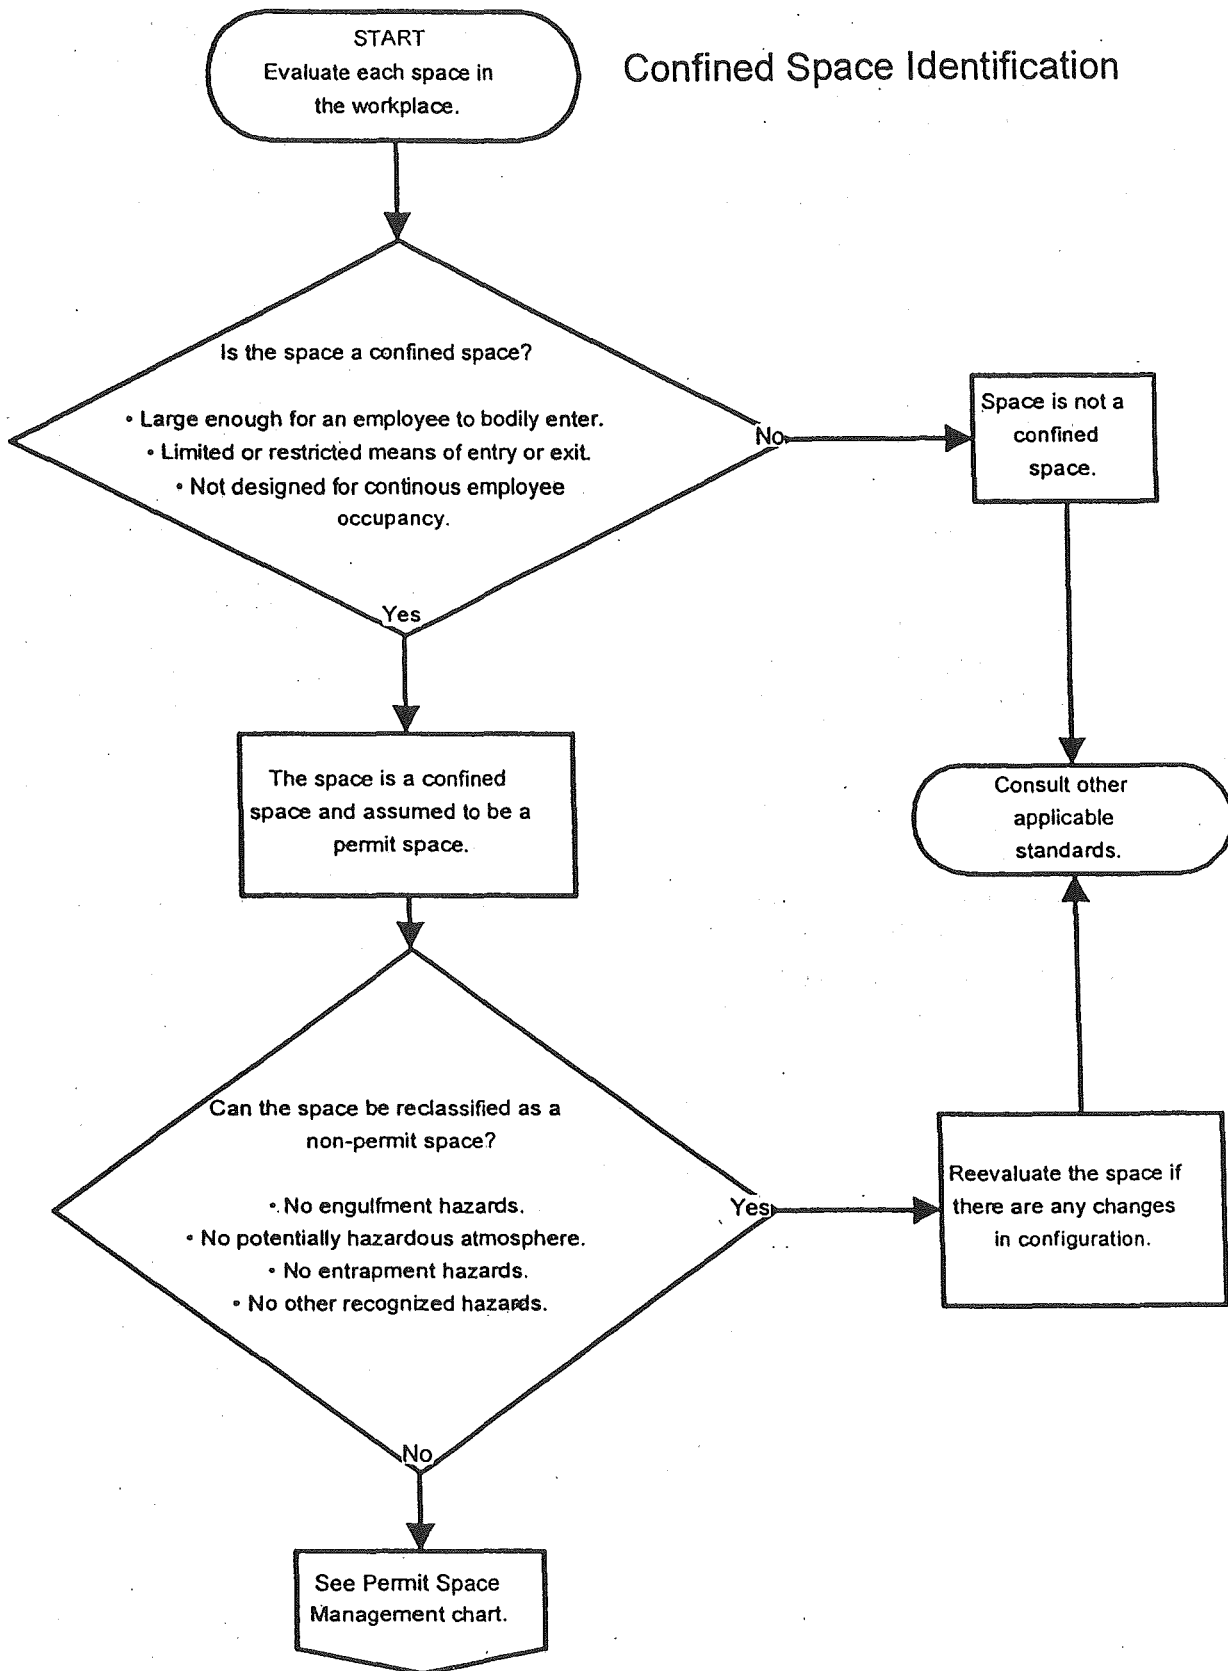 START
Evaluate each space in
the workplace.
Confined Space Identification
Is the space a confined space?
• Large enough for an employee to bodily enter.
• Limited or restricted means of entry or exit.
• Not designed for continous employee
occupancy.
No
Space is not a
confined
space.
Yes
The space is a confined
space and assumed to be a
permit space.
Consult other
applicable
standards.
Can the space be reclassified as a
non-permit space?
• No engulfment hazards.
• No potentially hazardous atmosphere.
• No entrapment hazards.
• No other recognized hazards.
Yes
Reevaluate the space if
there are any changes
in configuration.
No
See Permit Space
Management chart.